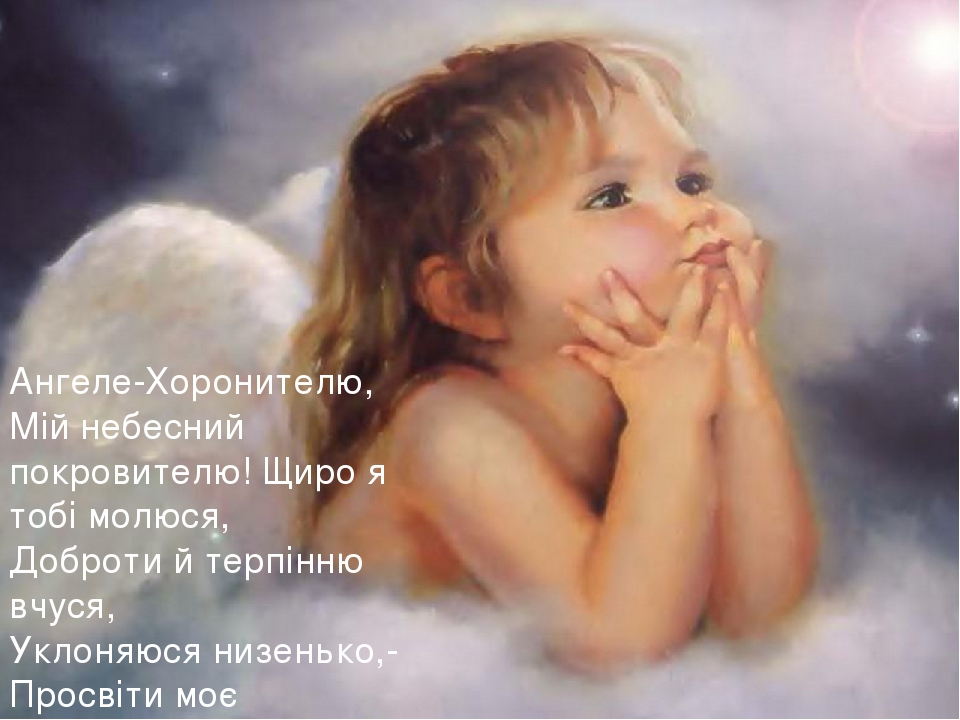 Ангеле-Хоронителю,
Мій небесний
покровителю! Щиро я
тобі молюся,
Доброти й терпінню
вчуся,
Уклоняюся низенько,-
Просвіти моє